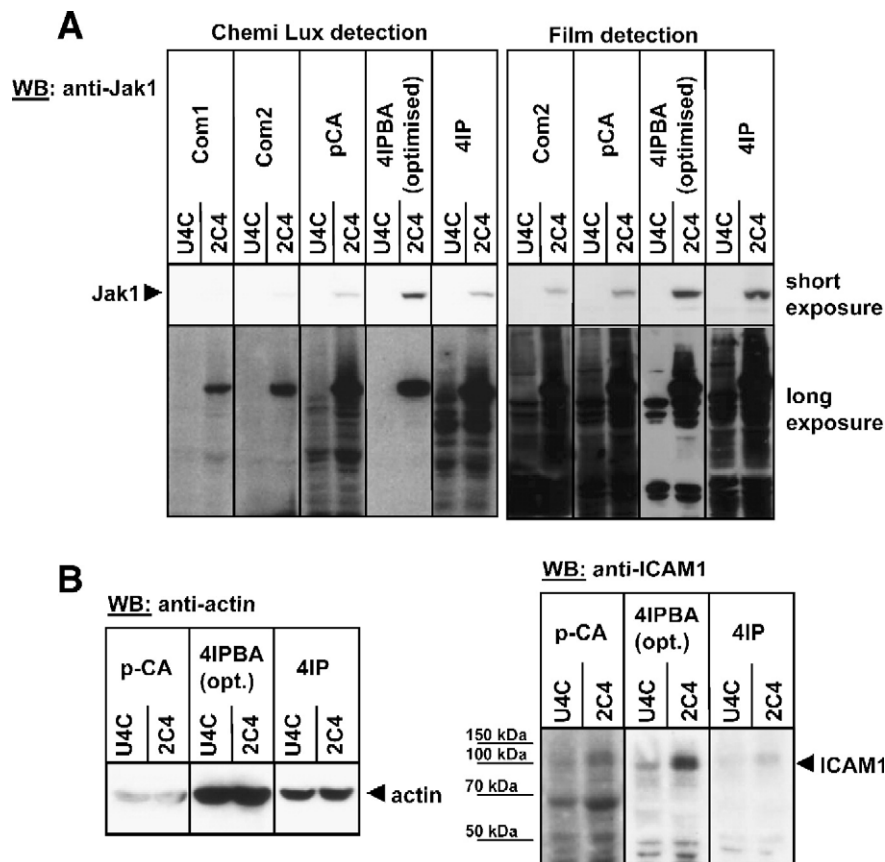 A
Chemi Lux detection
Film detection
WB: anti-Jak1
Com1
Com2
pCA
4IPBA
(optimised)
4IP
Com2
pCA
4IPBA
(optimised)
4IP
U4C 2C4 U4C 2C4 U4C 2C4 U4C 2C4 U4C 2C4
U4C 2C4 U4C 2C4 U4C 2C4 U4C 2C4
Jak1
short
exposure
long
exposure
B
WB: anti-actin
p-CA
4IPBA
(opt.)
4IP
U4C 2C4 U4C 2C4 U4C 2C4
actin
WB: anti-ICAM1
p-CA
4IPBA
(opt.)
4IP
U4C 2C4 U4C 2C4 U4C 2C4
150 kDa
100 kDa
70 kDa
50 kDa
ICAM1